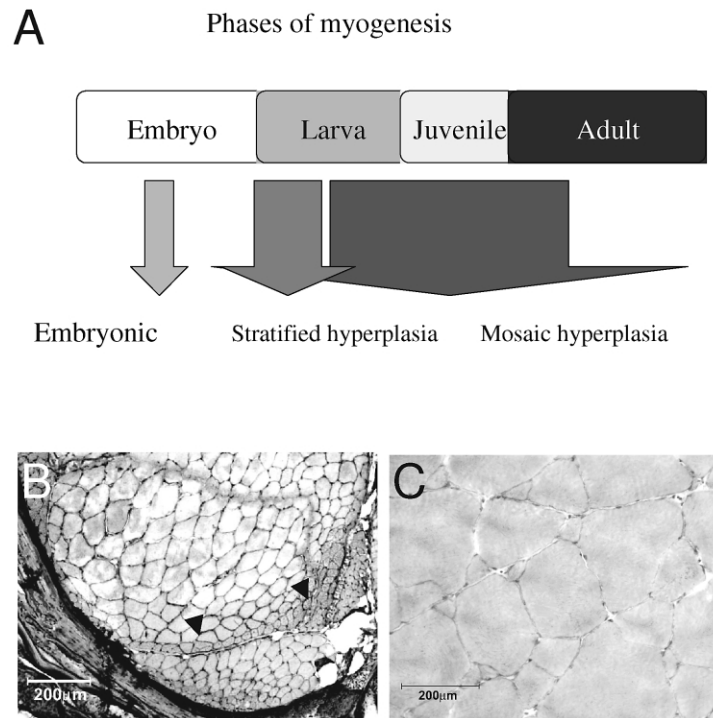 A
Phases of myogenesis
Embryo Larva Juvenile Adult
Embryonic Stratified hyperplasia Mosaic hyperplasia
B
C
200µm
200µm